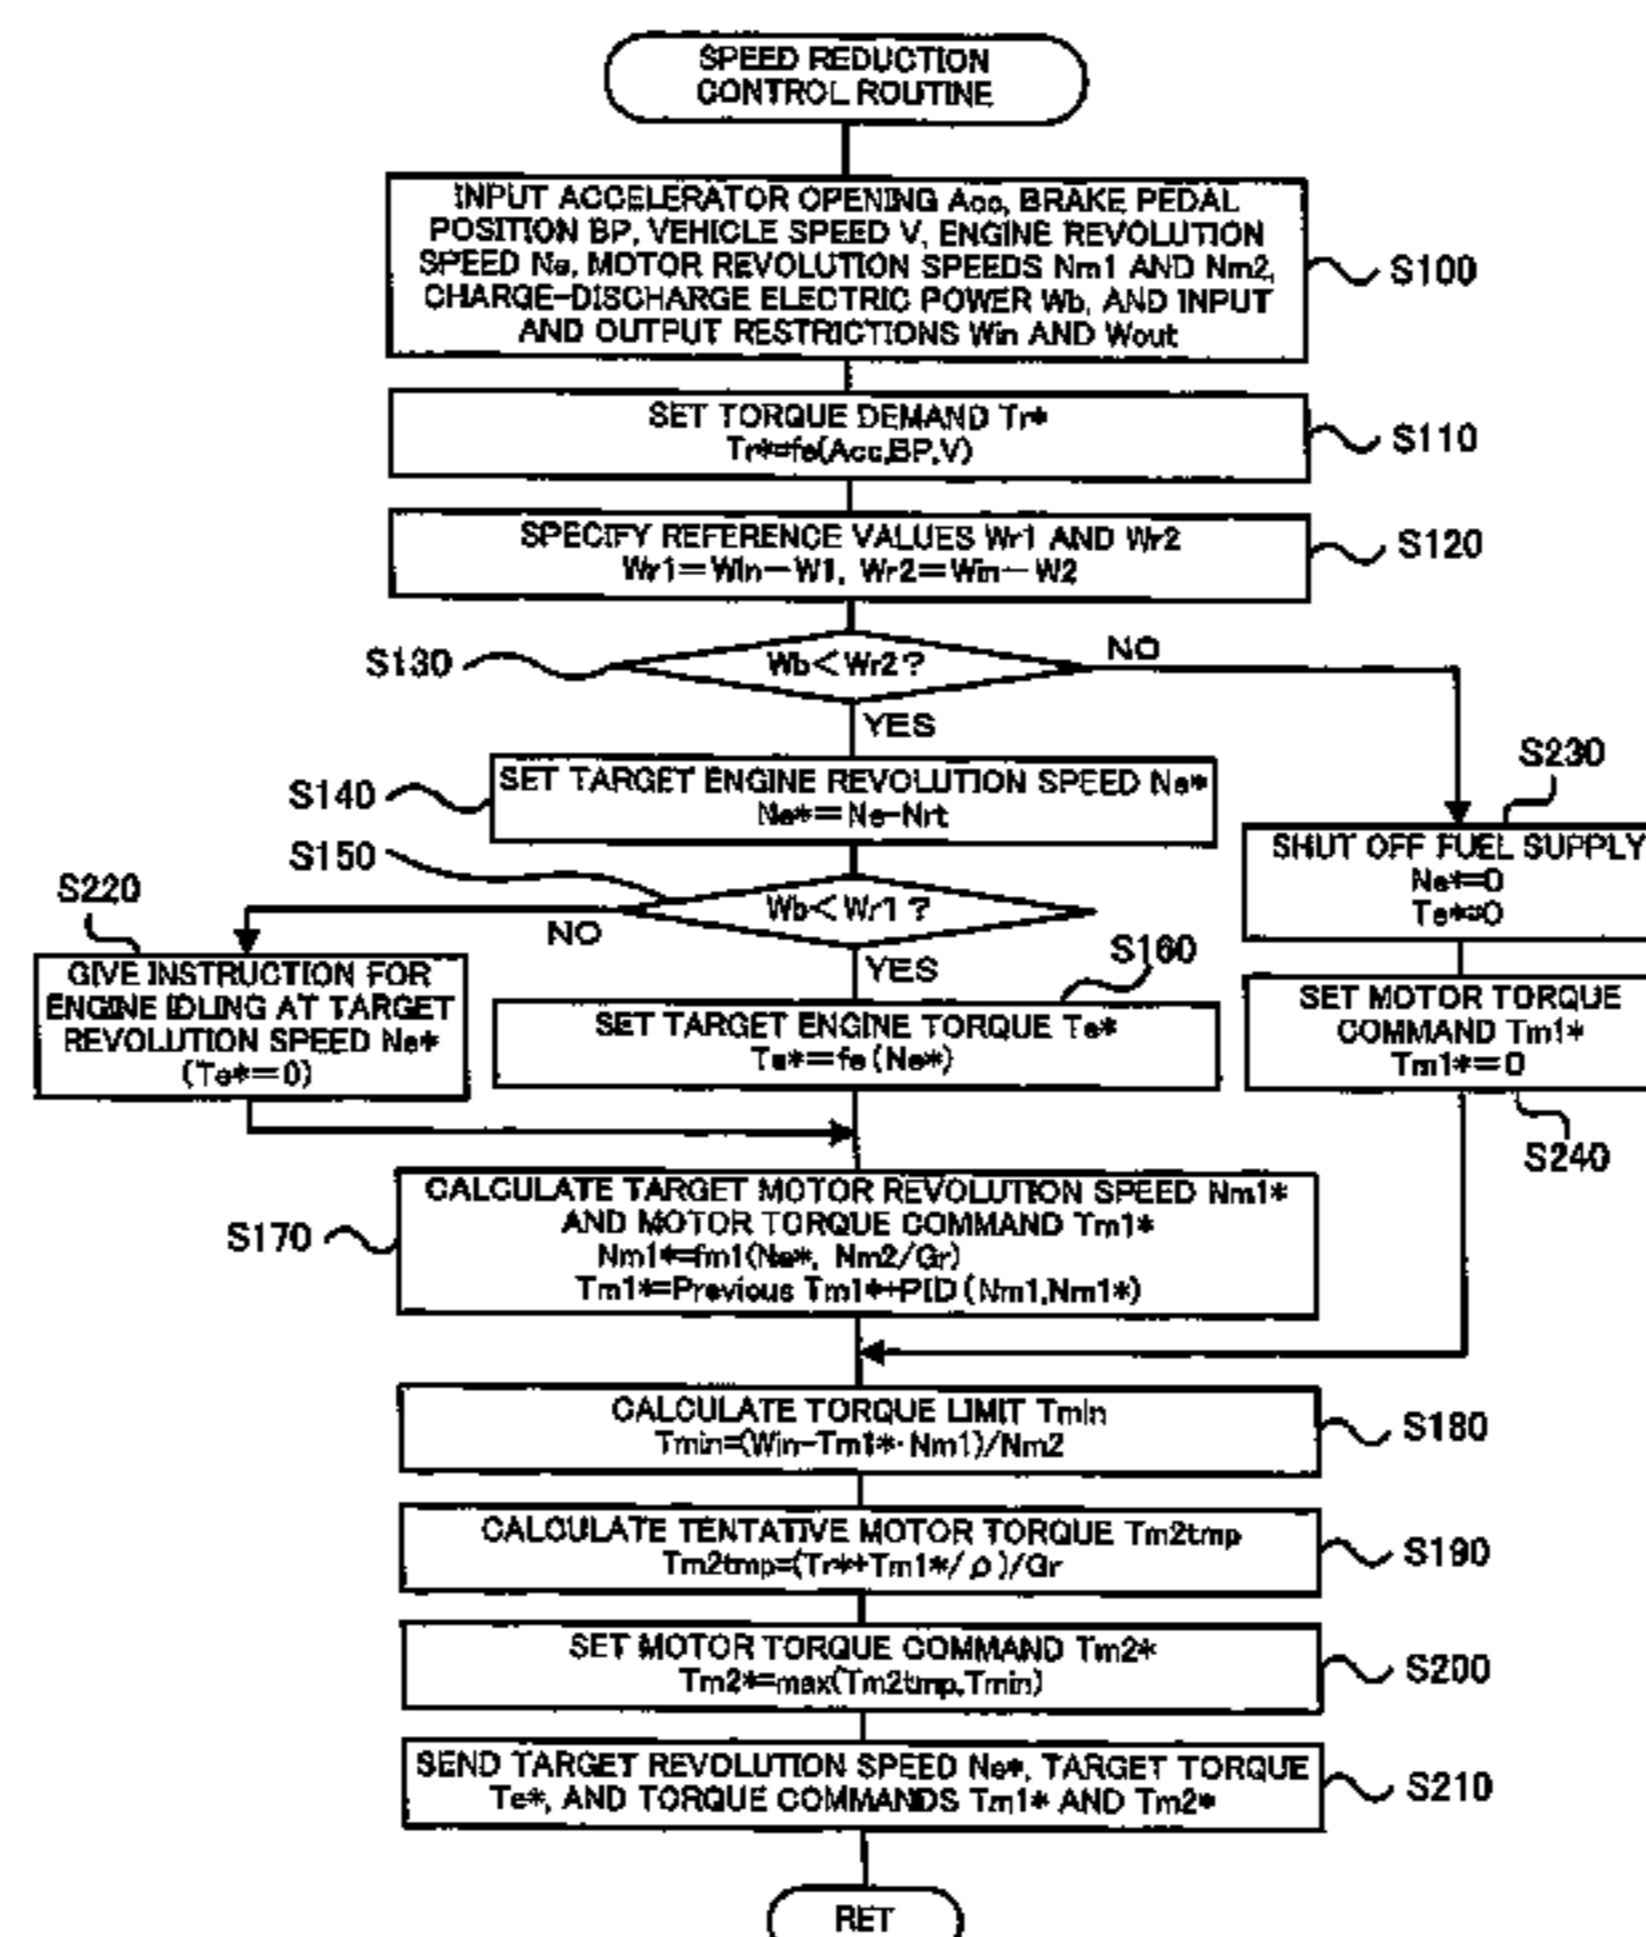 SPEED REDUCTION
CONTROL ROUTINE
INPUT ACCELERATOR OPENING Acc, BRAKE PEDAL
POSITION BP, VEHICLE SPEED V, ENGINE REVOLUTION
SPEED Ne, MOTOR REVOLUTION SPEEDS Nm1 AND Nm2,
CHARGE-DISCHARGE ELECTRIC POWER Wb, AND INPUT
AND OUTPUT RESTRICTIONS Win AND Wout
S100
SET TORQUE DEMAND Tr*
Tr*=fe(Acc,BP,V)
S110
SPECIFY REFERENCE VALUES Wr1 AND Wr2
Wr1=Win-W1, Wr2=Win-W2
S120
S130
Wb<Wr2?
NO
YES
S140
SET TARGET ENGINE REVOLUTION SPEED Ne*
Ne*=Ne-Nrt
S230
SHUT OFF FUEL SUPPLY
Ne*=0
Te*=0
S150
Wb<Wr1?
NO
YES
S220
GIVE INSTRUCTION FOR
ENGINE IDLING AT TARGET
REVOLUTION SPEED Ne*
(Te*=0)
S160
SET TARGET ENGINE TORQUE Te*
Te*=fe(Ne*)
SET MOTOR TORQUE
COMMAND Tm1*
Tm1*=0
S240
S170
CALCULATE TARGET MOTOR REVOLUTION SPEED Nm1*
AND MOTOR TORQUE COMMAND Tm1*
Nm1*=fm1(Ne*, Nm2/Gr)
Tm1*=Previous Tm1*+PID(Nm1,Nm1*)
CALCULATE TORQUE LIMIT Tmin
Tmin=(Win-Tm1*·Nm1)/Nm2
S180
CALCULATE TENTATIVE MOTOR TORQUE Tm2tmp
Tm2tmp=(Tr*+Tm1*/ρ)/Gr
S190
SET MOTOR TORQUE COMMAND Tm2*
Tm2*=max(Tm2tmp,Tmin)
S200
SEND TARGET REVOLUTION SPEED Ne*, TARGET TORQUE
Te*, AND TORQUE COMMANDS Tm1* AND Tm2*
S210
RET